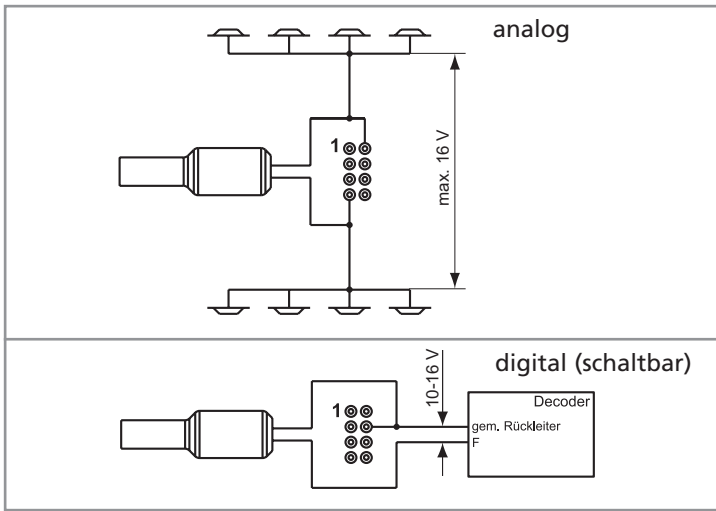 analog
1
max. 16 V
digital (schaltbar)
10-16 V
1
Decoder
gem. Rückleiter
F